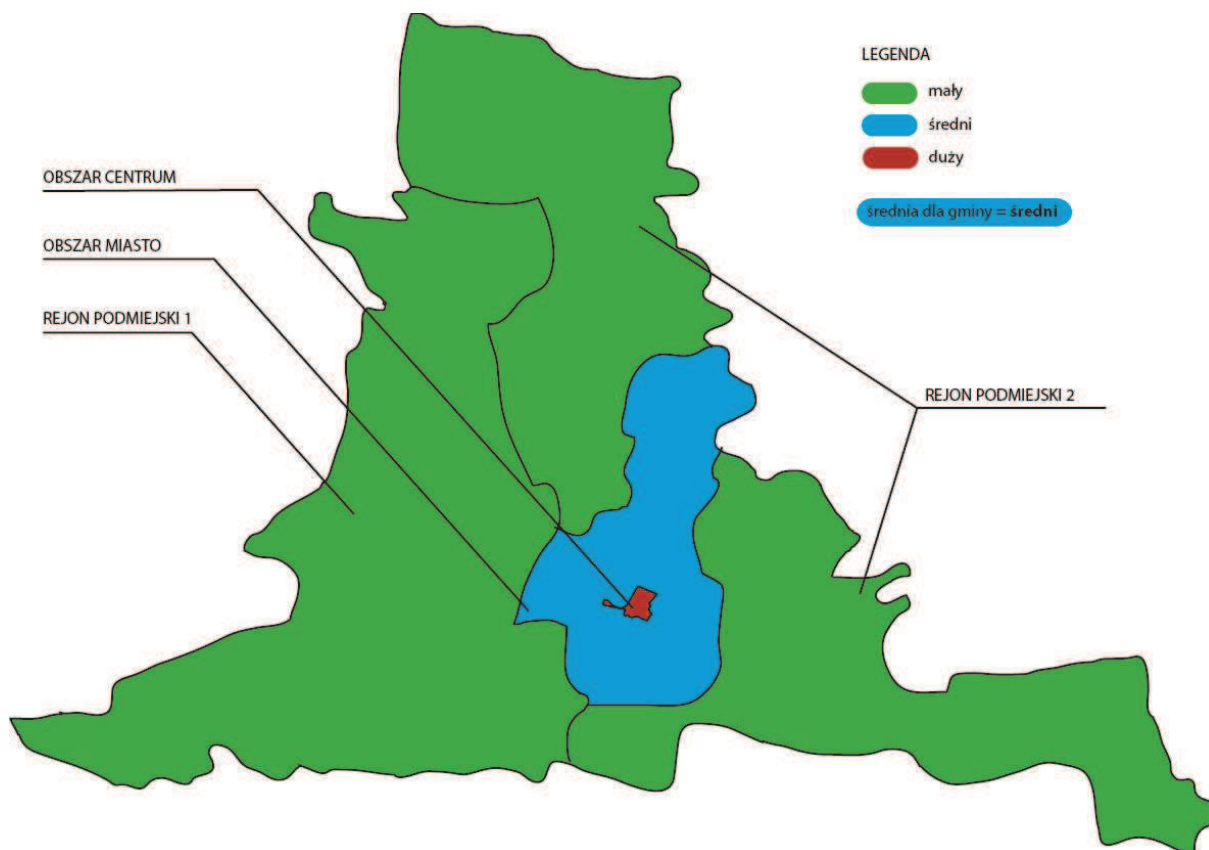 LEGENDA
mały
średni
duży
średnia dla gminy = średni
OBSZAR CENTRUM
OBSZAR MIASTO
REJON PODMIEJSKI 1
REJON PODMIEJSKI 2